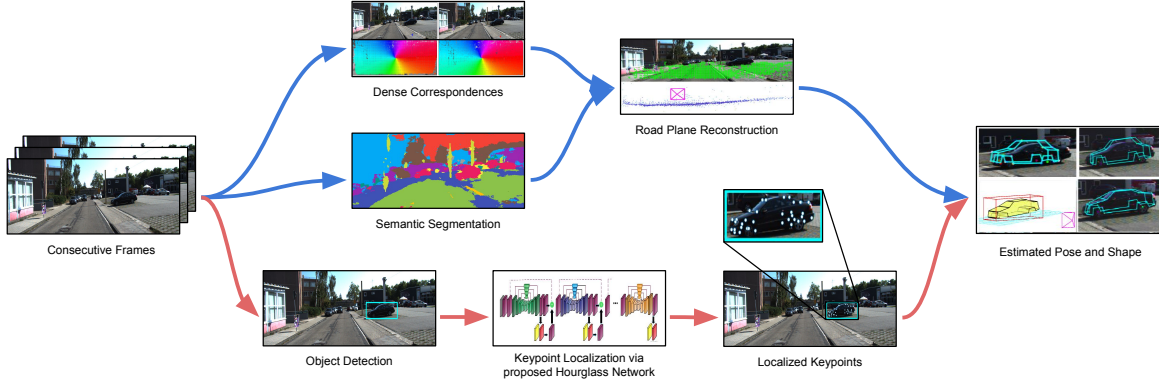 Dense Correspondences
Road Plane Reconstruction
Semantic Segmentation
Consecutive Frames
Estimated Pose and Shape
Object Detection
Keypoint Localization via
proposed Hourglass Network
Localized Keypoints